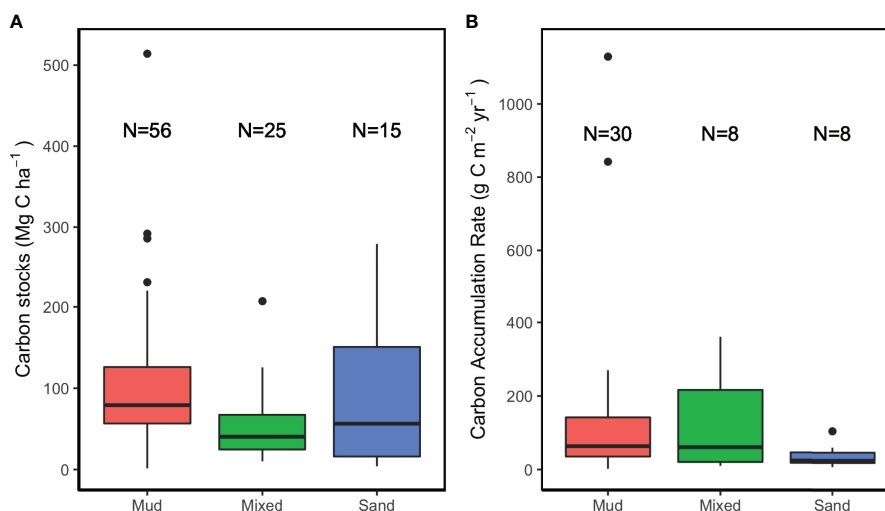 A
Carbon stocks (Mg C ha⁻¹)
500
400
300
200
100
0
N=56 N=25 N=15
Mud Mixed Sand
B
Carbon Accumulation Rate (g C m⁻² yr⁻¹)
1000
800
600
400
200
0
N=30 N=8 N=8
Mud Mixed Sand